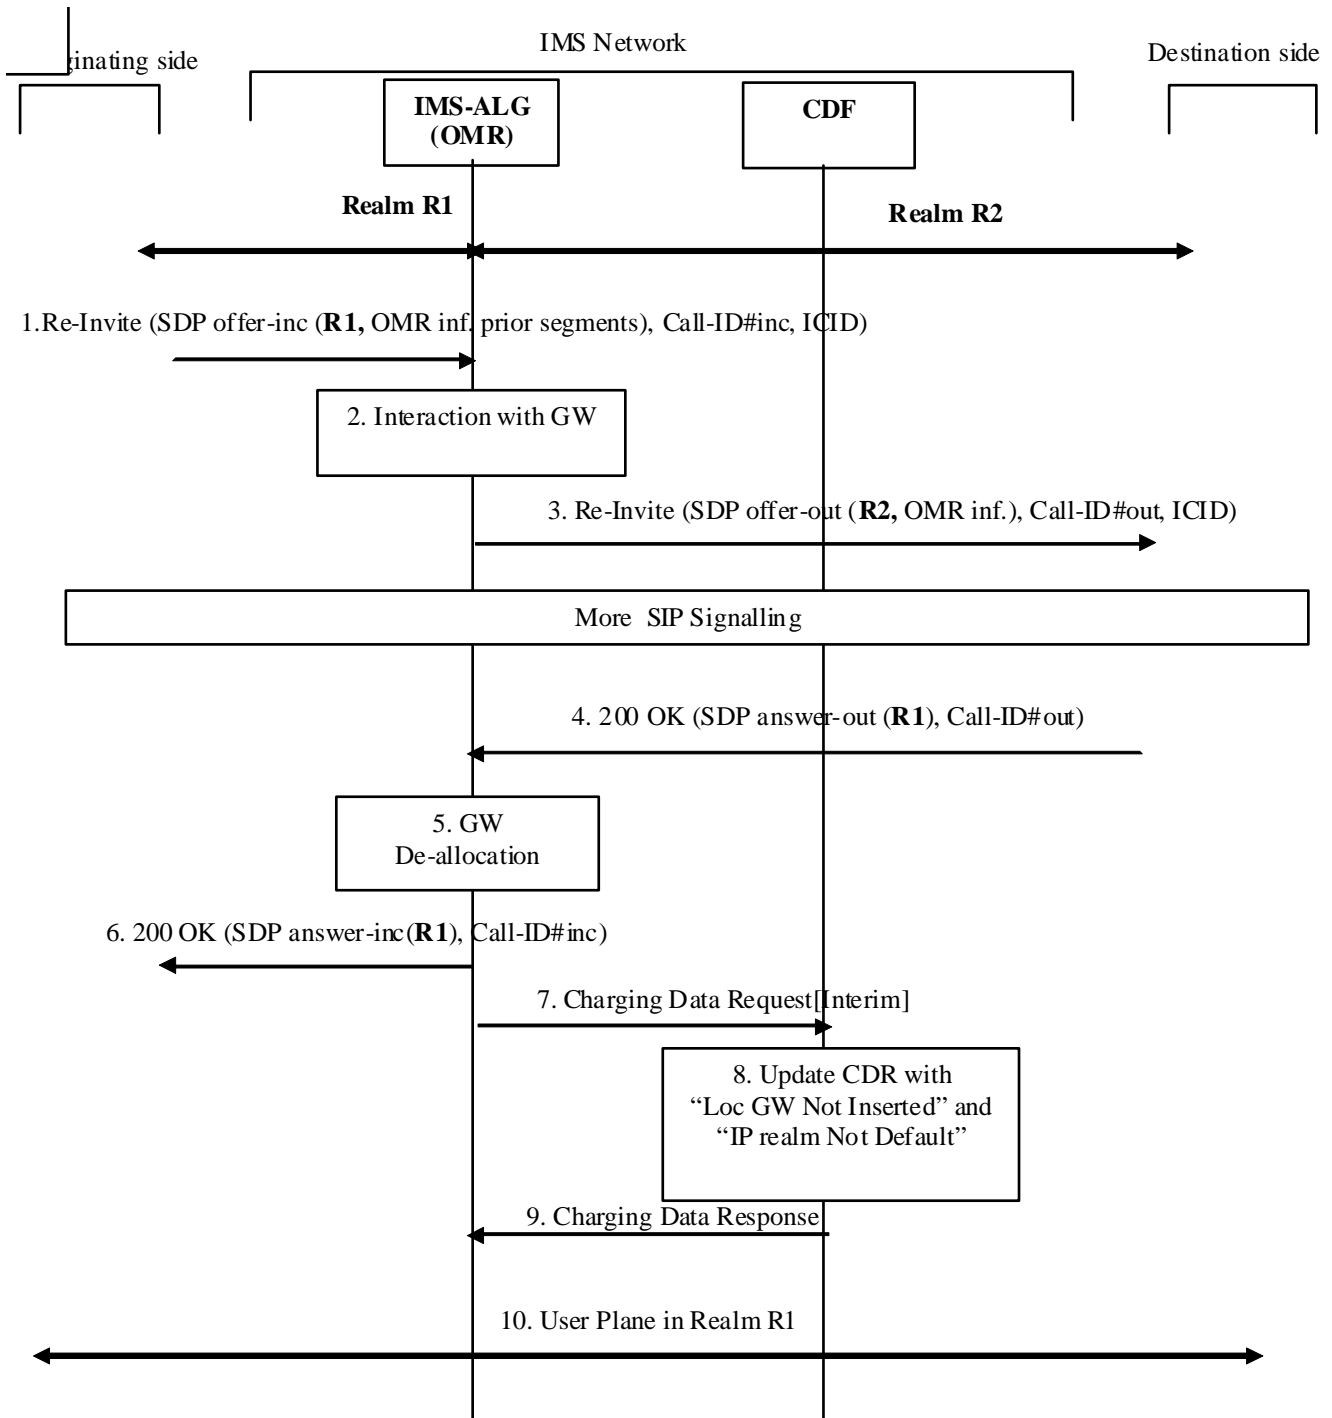 IMS Network
ginating side
Destination side
IMS-ALG
(OMR)
CDF
Realm R1
Realm R2
1.Re-Invite (SDP offer-inc (R1, OMR inf. prior segments), Call-ID#inc, ICID)
2. Interaction with GW
3. Re-Invite (SDP offer-out (R2, OMR inf.), Call-ID#out, ICID)
More SIP Signalling
4. 200 OK (SDP answer-out (R1), Call-ID#out)
5. GW
De-allocation
6. 200 OK (SDP answer-inc(R1), Call-ID#inc)
7. Charging Data Request[Interim]
8. Update CDR with
“Loc GW Not Inserted” and
“IP realm Not Default”
9. Charging Data Response
10. User Plane in Realm R1